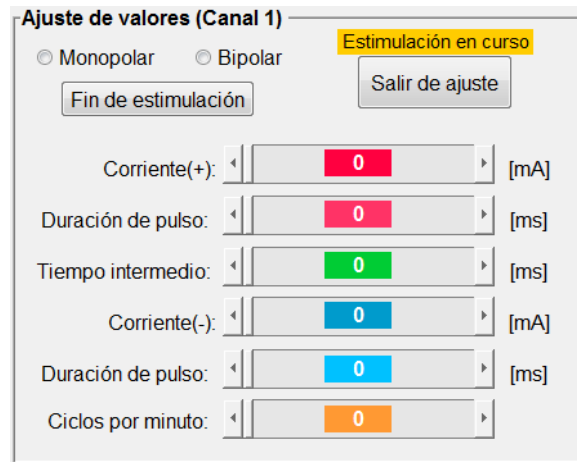 Ajuste de valores (Canal 1)
Estimulación en curso
Monopolar Bipolar
Fin de estimulación Salir de ajuste
Corriente(+): 0 [mA]
Duración de pulso: 0 [ms]
Tiempo intermedio: 0 [ms]
Corriente(-): 0 [mA]
Duración de pulso: 0 [ms]
Ciclos por minuto: 0